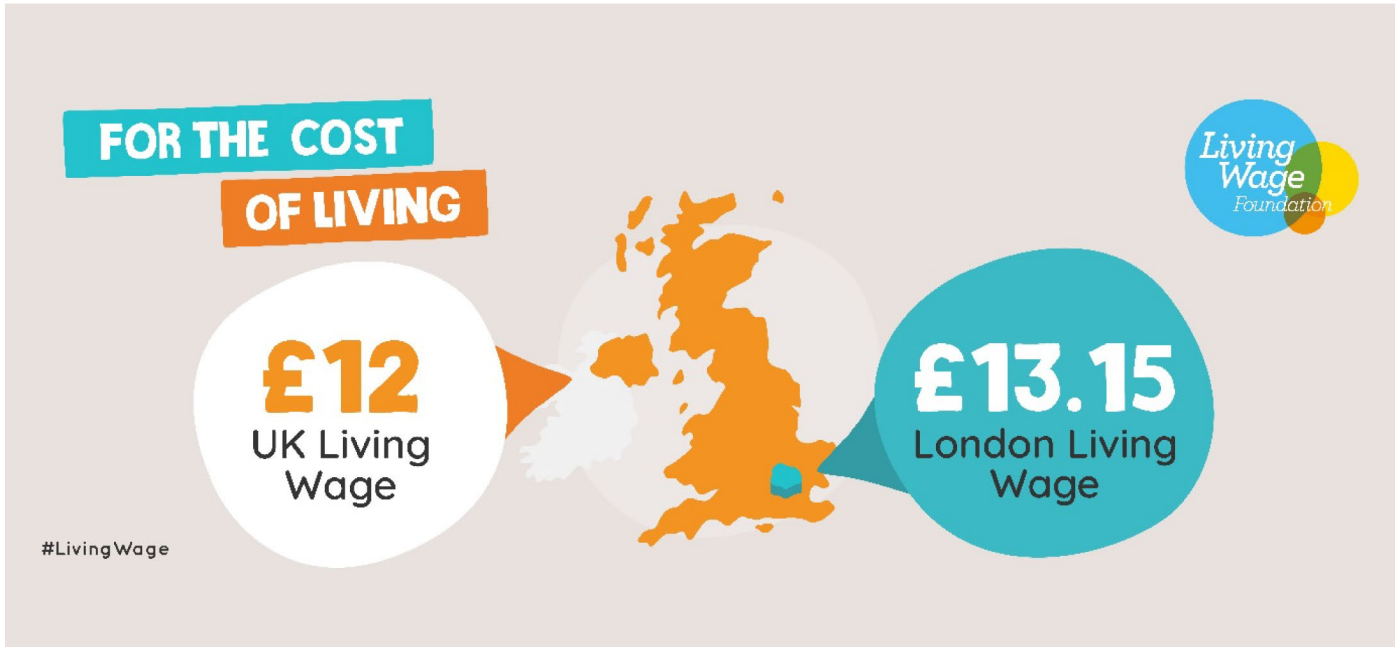 FOR THE COST
OF LIVING
Living
Wage
Foundation
£12
UK Living
Wage
£13.15
London Living
Wage
#LivingWage